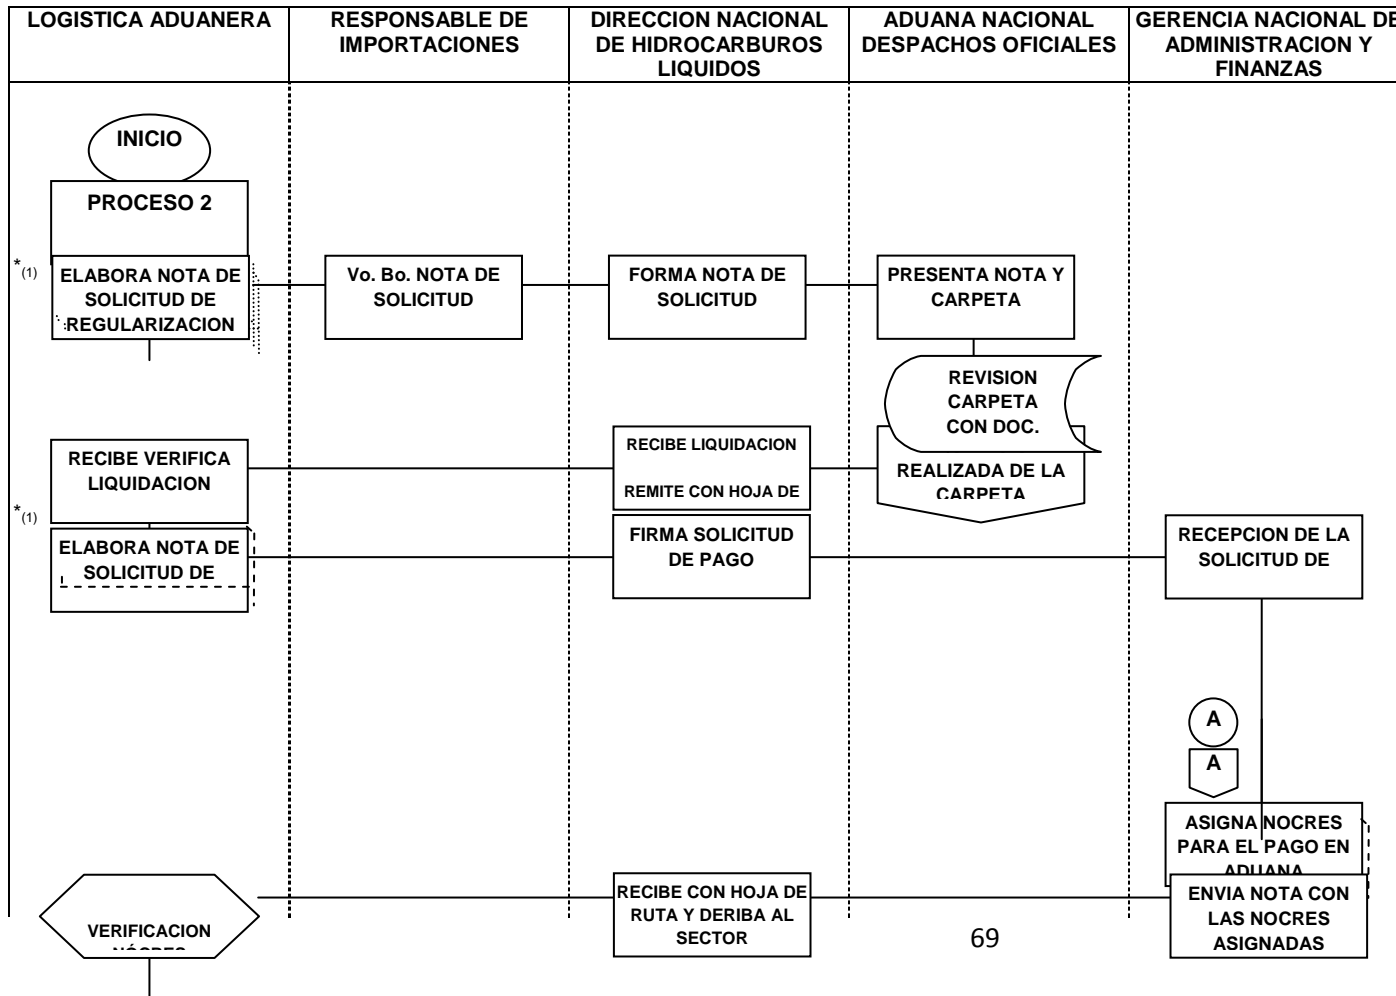 LOGISTICA ADUANERA
RESPONSABLE DE
IMPORTACIONES
DIRECCION NACIONAL
DE HIDROCARBUROS
LIQUIDOS
ADUANA NACIONAL
DESPACHOS OFICIALES
GERENCIA NACIONAL DE
ADMINISTRACION Y
FINANZAS
INICIO
PROCESO 2
*(1)
ELABORA NOTA DE
SOLICITUD DE
REGULARIZACION
Vo. Bo. NOTA DE
SOLICITUD
FORMA NOTA DE
SOLICITUD
PRESENTA NOTA Y
CARPETA
REVISION
CARPETA
CON DOC.
RECIBE VERIFICA
LIQUIDACION
RECIBE LIQUIDACION
REMITE CON HOJA DE
REALIZADA DE LA
CARPETA
*(1)
ELABORA NOTA DE
SOLICITUD DE
FIRMA SOLICITUD
DE PAGO
RECEPCION DE LA
SOLICITUD DE
A
A
ASIGNA NOCRES
PARA EL PAGO EN
ADUANA
VERIFICACION
NÓCRES
RECIBE CON HOJA DE
RUTA Y DERIBA AL
SECTOR
ENVIA NOTA CON
LAS NOCRES
ASIGNADAS
69